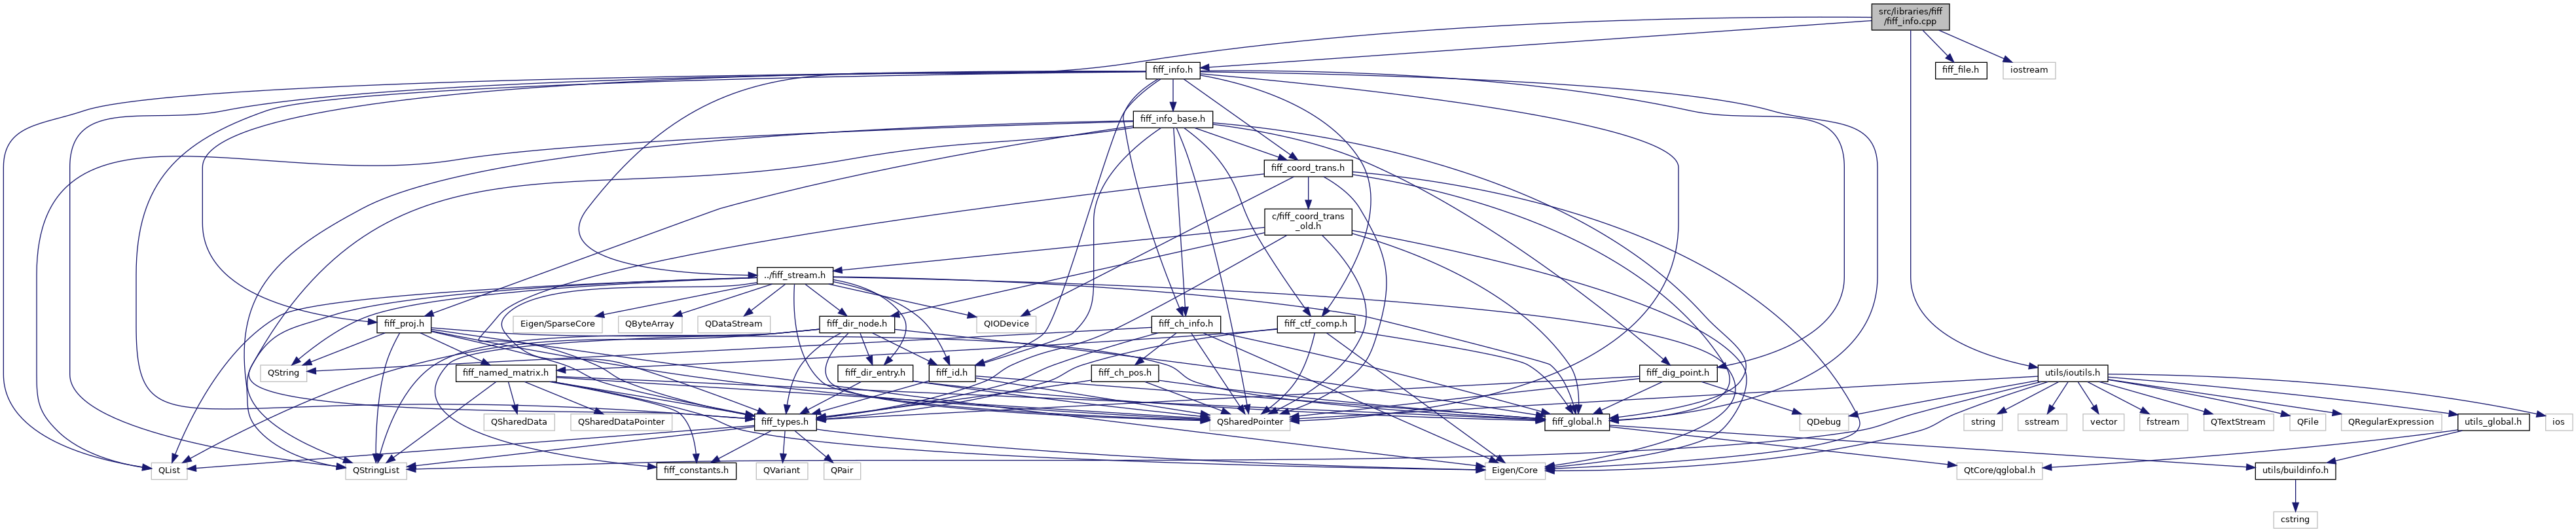 src/libraries/fiff
/fiff_info.cpp
fiff_info.h
fiff_file.h
iostream
fiff_info_base.h
fiff_coord_trans.h
c/fiff_coord_trans
_old.h
../fiff_stream.h
Eigen/SparseCore
QByteArray
QDataStream
fiff_dir_node.h
QIODevice
fiff_ch_info.h
fiff_ctf_comp.h
fiff_proj.h
QString
fiff_named_matrix.h
fiff_dir_entry.h
fiff_id.h
fiff_ch_pos.h
fiff_dig_point.h
utils/ioutils.h
QSharedData
QSharedDataPointer
fiff_types.h
QSharedPointer
fiff_global.h
QDebug
string
sstream
vector
fstream
QTextStream
QFile
QRegularExpression
utils_global.h
ios
QList
QStringList
fiff_constants.h
QVariant
QPair
Eigen/Core
QtCore/qglobal.h
utils/buildinfo.h
cstring